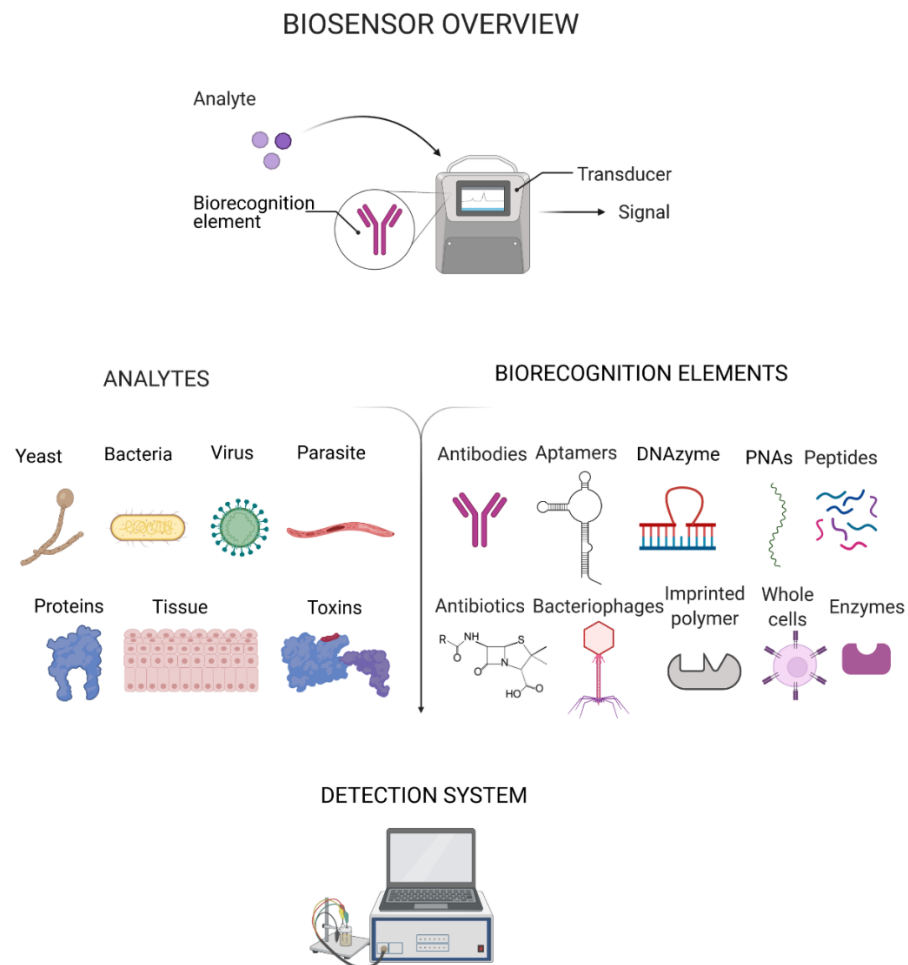 BIOSENSOR OVERVIEW
Analyte
Biorecognition
element
Transducer
Signal
ANALYTES
BIORECOGNITION ELEMENTS
Yeast
Bacteria
Virus
Parasite
Antibodies
Aptamers
DNAzyme
PNAs
Peptides
Proteins
Tissue
Toxins
Antibiotics
Bacteriophages
Imprinted
polymer
Whole
cells
Enzymes
R
NH
O
S
N
O
O
HO
DETECTION SYSTEM